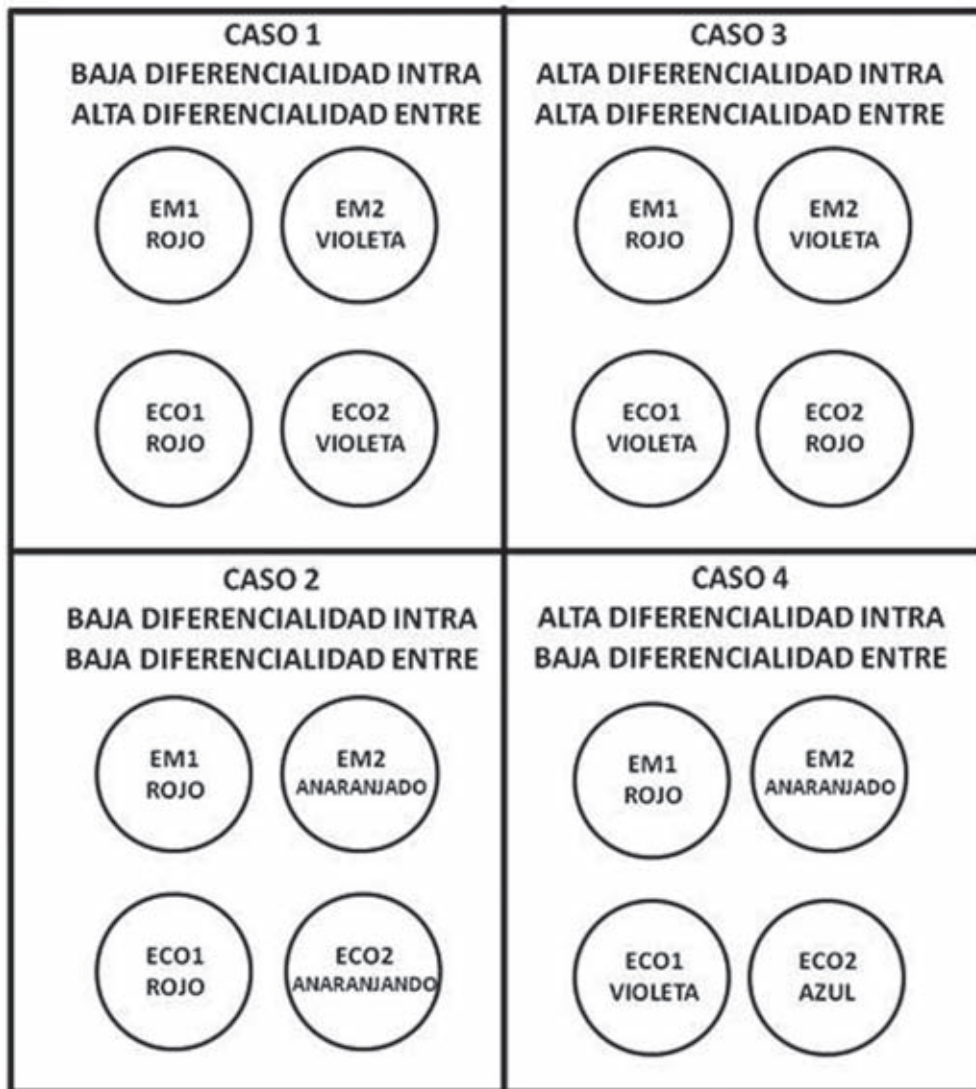 CASO 1
BAJA DIFERENCIALIDAD INTRA
ALTA DIFERENCIALIDAD ENTRE
EM1
ROJO
EM2
VIOLETA
ECO1
ROJO
ECO2
VIOLETA
CASO 3
ALTA DIFERENCIALIDAD INTRA
ALTA DIFERENCIALIDAD ENTRE
EM1
ROJO
EM2
VIOLETA
ECO1
VIOLETA
ECO2
ROJO
CASO 2
BAJA DIFERENCIALIDAD INTRA
BAJA DIFERENCIALIDAD ENTRE
EM1
ROJO
EM2
ANARANJADO
ECO1
ROJO
ECO2
ANARANJANDO
CASO 4
ALTA DIFERENCIALIDAD INTRA
BAJA DIFERENCIALIDAD ENTRE
EM1
ROJO
EM2
ANARANJADO
ECO1
VIOLETA
ECO2
AZUL